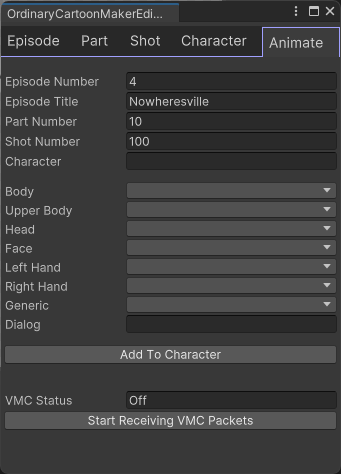 OrdinaryCartoonMakerEdi...
Episode Part Shot Character Animate
Episode Number 4
Episode Title Nowheresville
Part Number 10
Shot Number 100
Character
Body
Upper Body
Head
Face
Left Hand
Right Hand
Generic
Dialog
Add To Character
VMC Status Off
Start Receiving VMC Packets